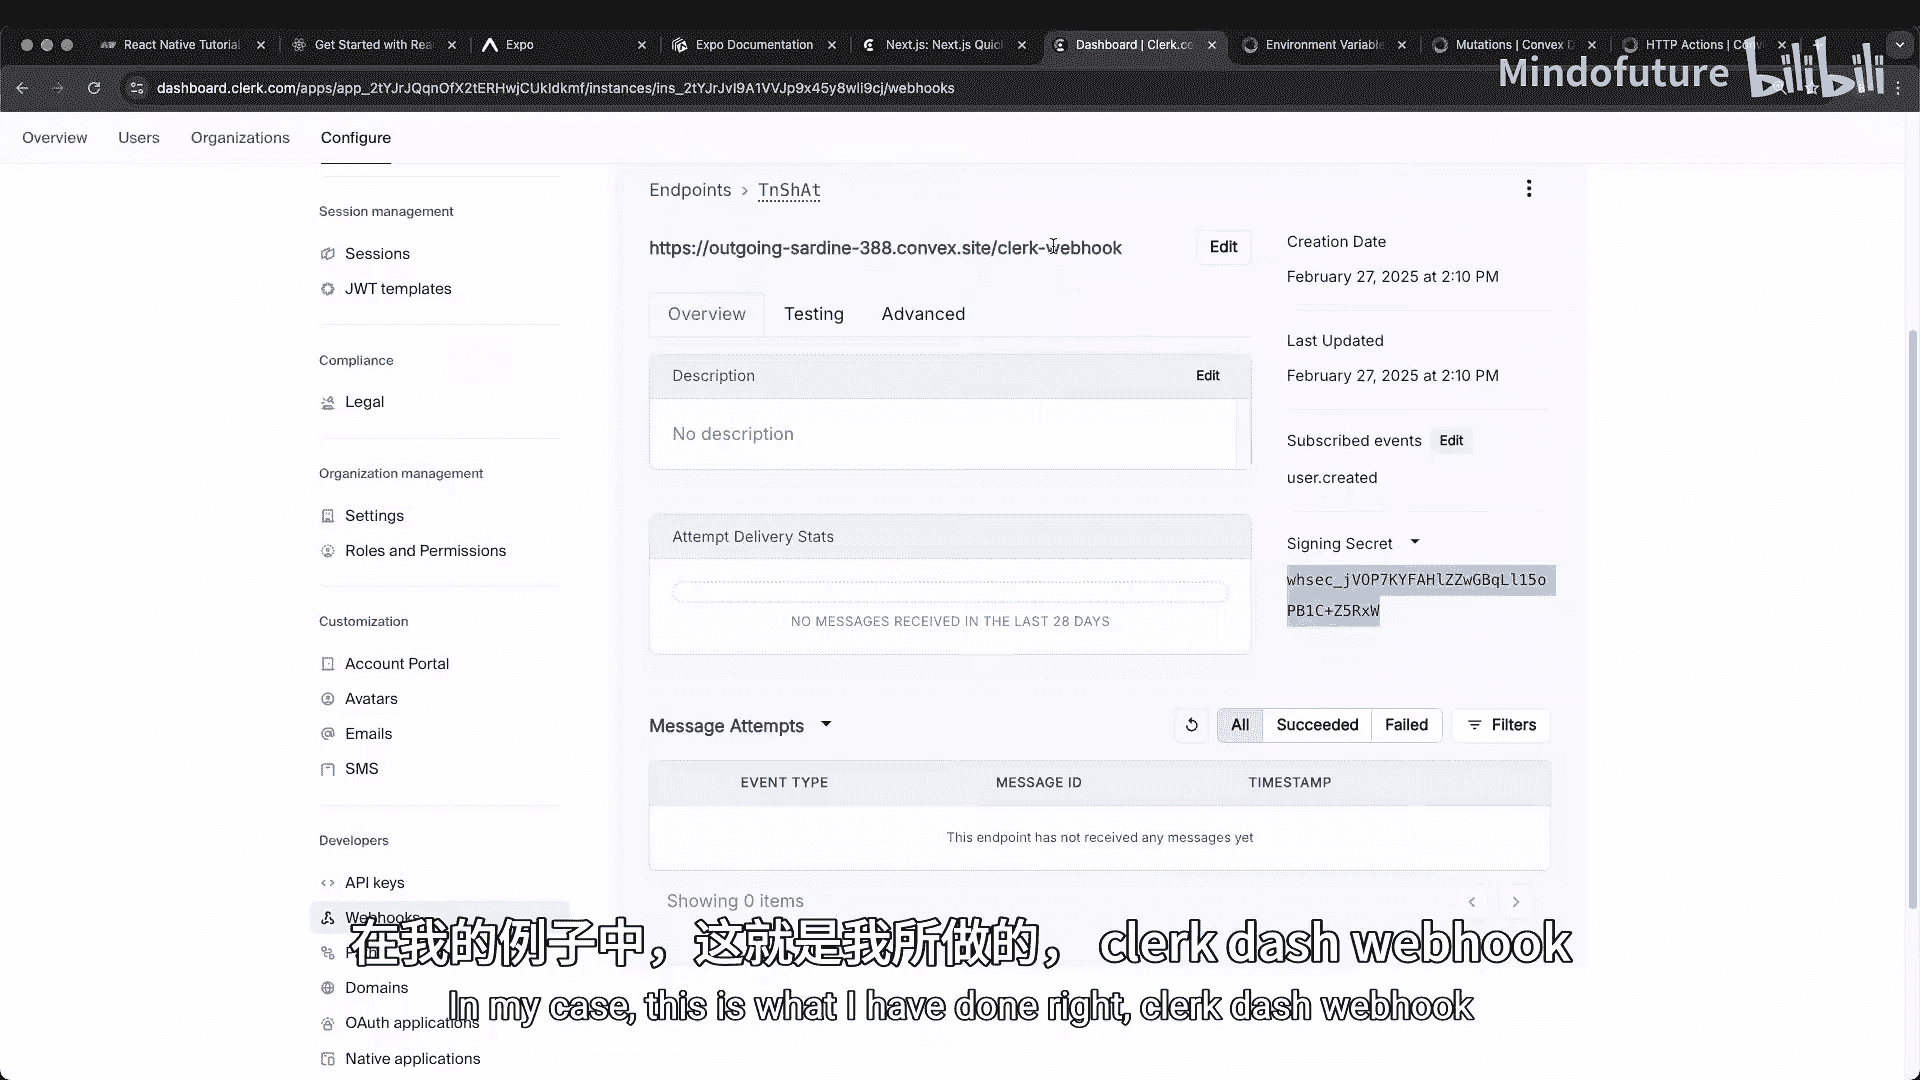 React Native Tutorial
Get Started with Rea
Expo
Expo Documentation
Next.js: Next.js Quic
Dashboard | Clerk.co
Environment Variable
Mutations | Convex D
HTTP Actions | Con
dashboard.clerk.com/apps/app_2tYJrJQqnOfX2tERHwjCUkIdkmf/instances/ins_2tYJrJvI9A1VVJp9x45y8wIi9cj/webhooks
Mindofuture
bilibili
Overview
Users
Organizations
Configure
Session management
Sessions
JWT templates
Compliance
Legal
Organization management
Settings
Roles and Permissions
Customization
Account Portal
Avatars
Emails
SMS
Developers
API keys
Webhooks
Domains
OAuth applications
Native applications
Endpoints > TnShAt
https://outgoing-sardine-388.convex.site/clerk-webhook
Edit
Overview
Testing
Advanced
Description
Edit
No description
Attempt Delivery Stats
NO MESSAGES RECEIVED IN THE LAST 28 DAYS
Creation Date
February 27, 2025 at 2:10 PM
Last Updated
February 27, 2025 at 2:10 PM
Subscribed events
Edit
user.created
Signing Secret
whsec_jVOP7KYFAHlZZwGBqLl15o
PB1C+Z5RxW
Message Attempts
All
Succeeded
Failed
Filters
EVENT TYPE
MESSAGE ID
TIMESTAMP
This endpoint has not received any messages yet
Showing 0 items
在我的例子中，这就是我所做的， clerk dash webhook
In my case, this is what I have done right, clerk dash webhook